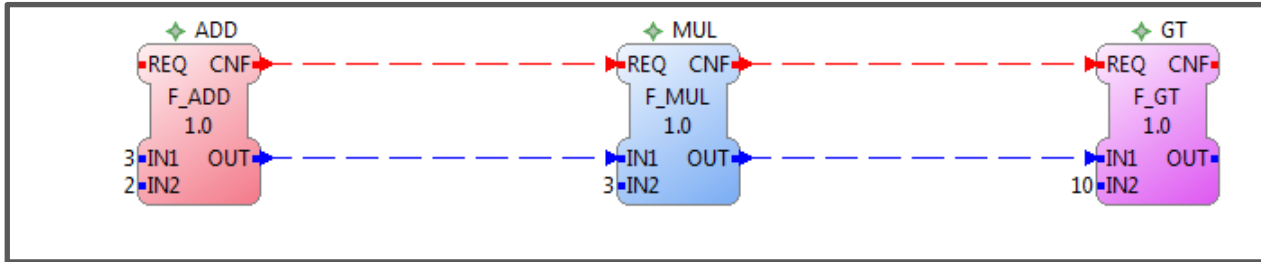 ADD MUL GT
REQ CNF REQ CNF REQ CNF
F_ADD F_MUL F_GT
1.0 1.0 1.0
3 IN1 OUT IN1 OUT IN1 OUT
2 IN2 3 IN2 10 IN2